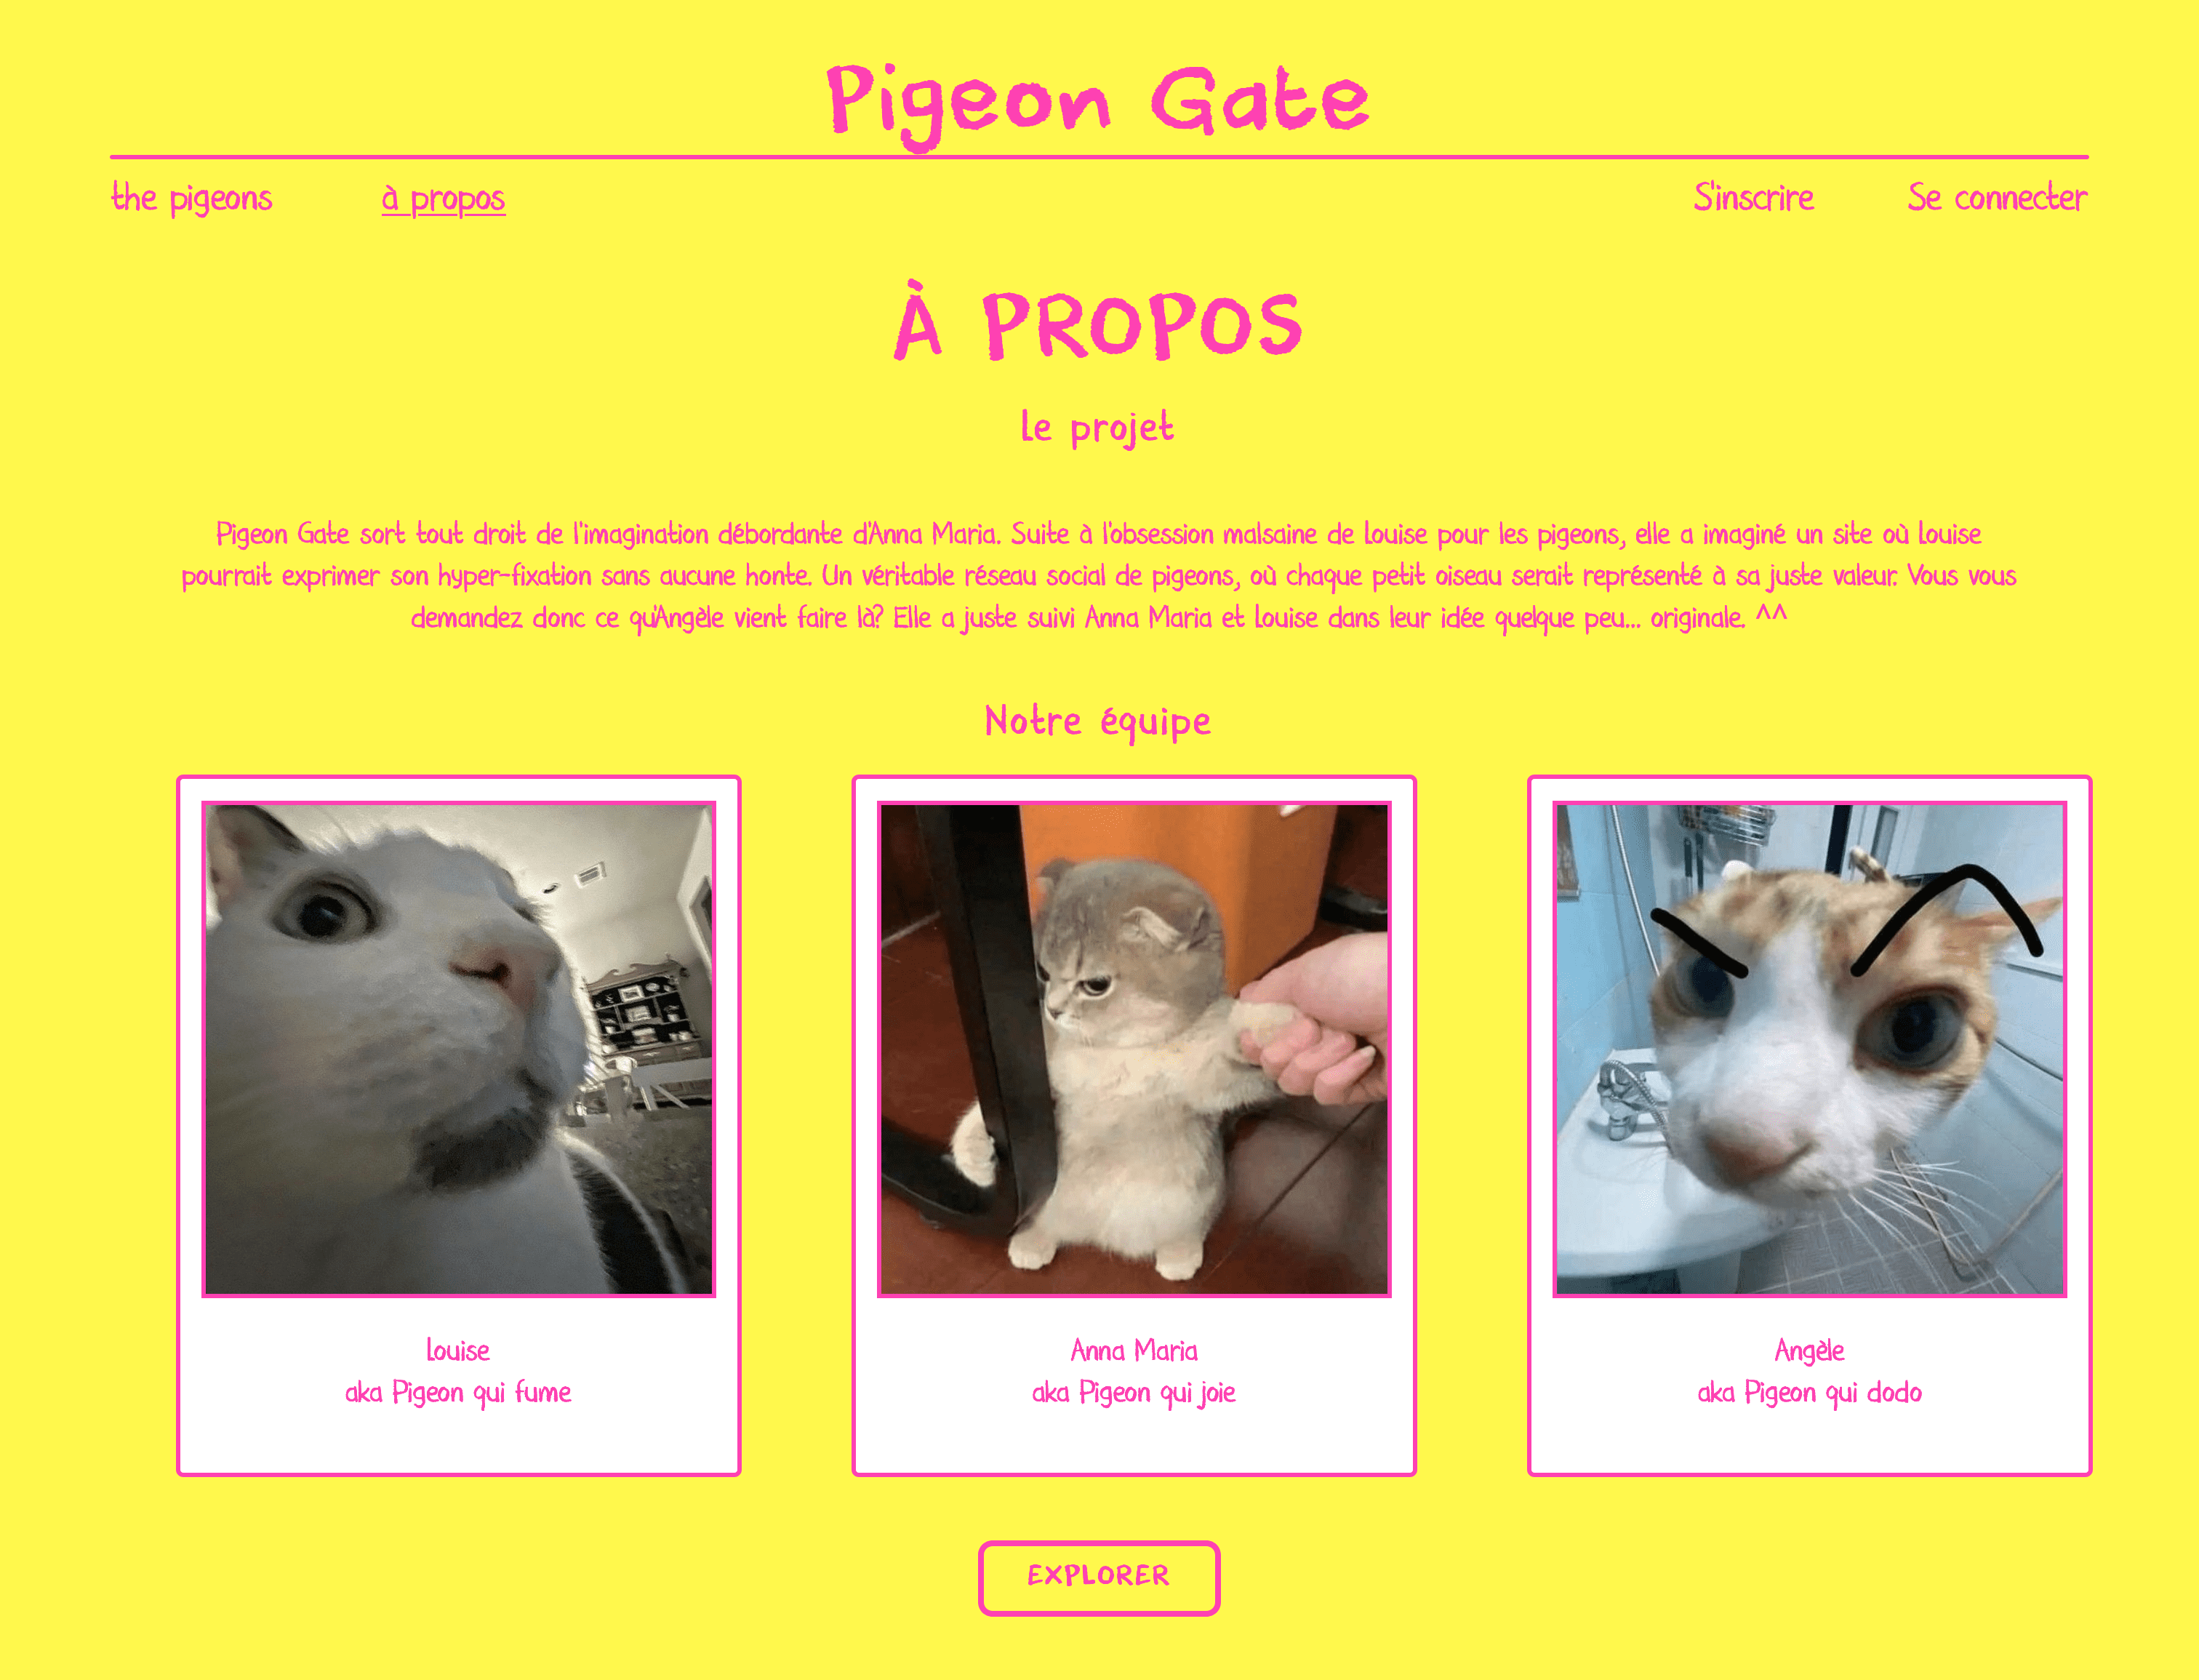 Pigeon Gate
the pigeons
à propos
S'inscrire
Se connecter
À PROPOS
le projet
Pigeon Gate sort tout droit de l'imagination débordante d'Anna Maria. Suite à l'obsession malsaine de Louise pour les pigeons, elle a imaginé un site où Louise
pourrait exprimer son hyper-fixation sans aucune honte. Un véritable réseau social de pigeons, où chaque petit oiseau serait représenté à sa juste valeur. Vous vous
demandez donc ce qu'Angèle vient faire là? Elle a juste suivi Anna Maria et Louise dans leur idée quelque peu... originale. ^^
Notre équipe
Louise
aka Pigeon qui fume
Anna Maria
aka Pigeon qui joie
Angèle
aka Pigeon qui dodo
EXPLORER